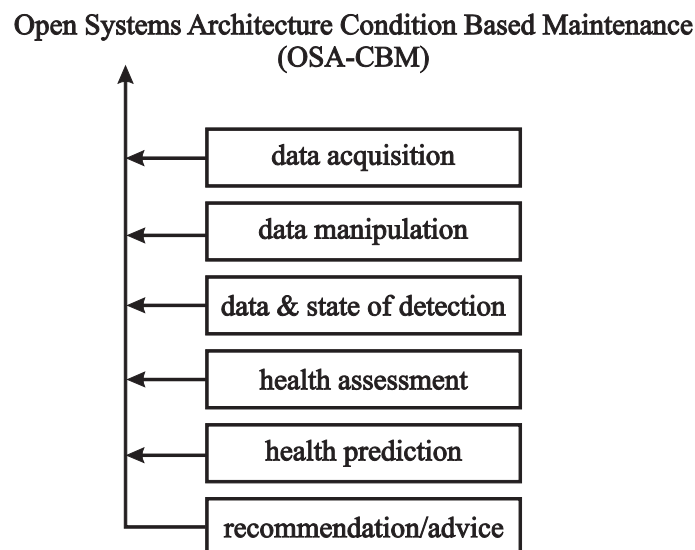 Open Systems Architecture Condition Based Maintenance
(OSA-CBM)
data acquisition
data manipulation
data & state of detection
health assessment
health prediction
recommendation/advice